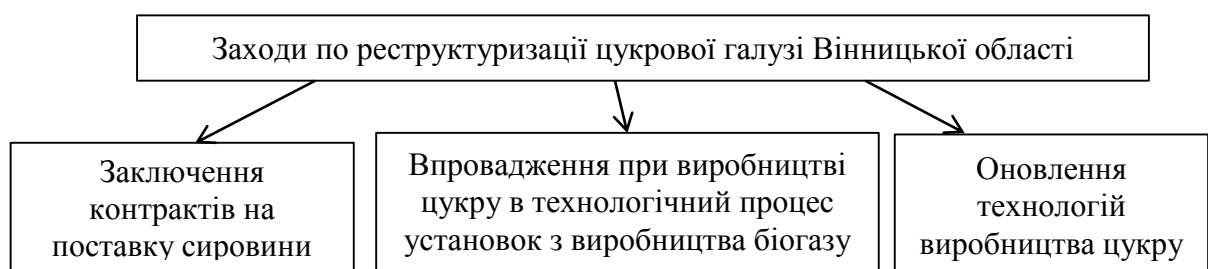 Заходи по реструктуризації цукрової галузі Вінницької області
Заключення
контрактів на
поставку сировини
Впровадження при виробництві
цукру в технологічний процес
установок з виробництва біогазу
Оновлення
технологій
виробництва цукру